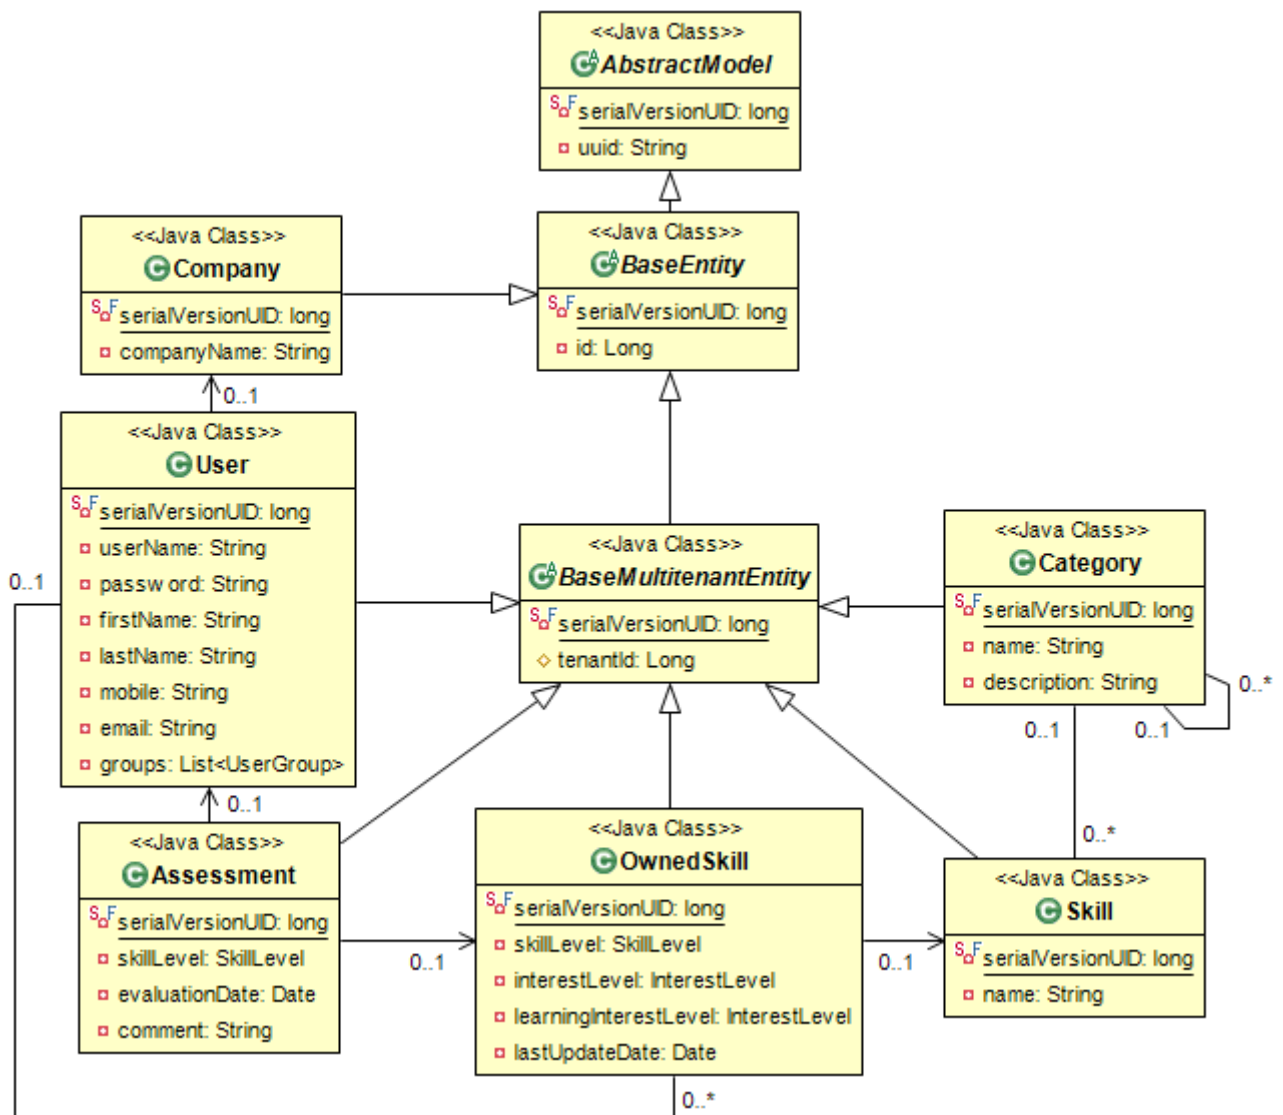 <<Java Class>>
AbstractModel
serialVersionUID: long
uuid: String
<<Java Class>>
Company
serialVersionUID: long
companyName: String
<<Java Class>>
BaseEntity
serialVersionUID: long
id: Long
0..1
<<Java Class>>
User
serialVersionUID: long
userName: String
password: String
firstName: String
lastName: String
mobile: String
email: String
groups: List<UserGroup>
0..1
<<Java Class>>
BaseMultitenantEntity
serialVersionUID: long
tenantId: Long
<<Java Class>>
Category
serialVersionUID: long
name: String
description: String
0..*
0..1
0..1
0..1
<<Java Class>>
Assessment
serialVersionUID: long
skillLevel: SkillLevel
evaluationDate: Date
comment: String
0..1
<<Java Class>>
OwnedSkill
serialVersionUID: long
skillLevel: SkillLevel
interestLevel: InterestLevel
learningInterestLevel: InterestLevel
lastUpdateDate: Date
0..1
0..*
<<Java Class>>
Skill
serialVersionUID: long
name: String
0..*